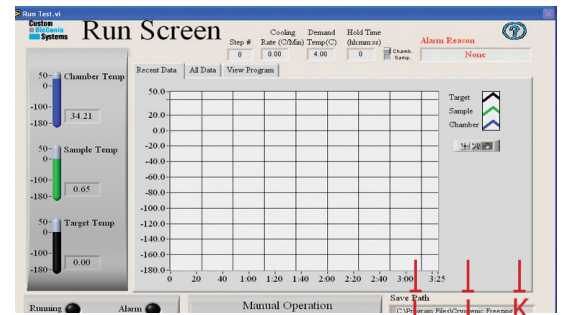 Run Test.vi
Custom
BioGenic
Systems
Run Screen
Step #
Cooling Rate (C/Min)
Demand Temp(C)
Hold Time (hh:mm:ss)
0
0.00
4.00
0
Chamb.
Samp.
Alarm Reason
None
?
50-
0-
-100-
-180-
Chamber Temp
34.21
50-
0-
-100-
-180-
Sample Temp
0.65
50-
0-
-100-
-180-
Target Temp
0.00
Recent Data
All Data
View Program
50.0
20.0
0.0
-20.0
-40.0
-60.0
-80.0
-100.0
-120.0
-140.0
-160.0
-180.0
0 20 40 1:00 1:20 1:40 2:00 2:20 2:40 3:00 3:25
Target
Sample
Chamber
Running
Alarm
Manual Operation
Save Path
C:\Program Files\Cryogenic Freezing
K